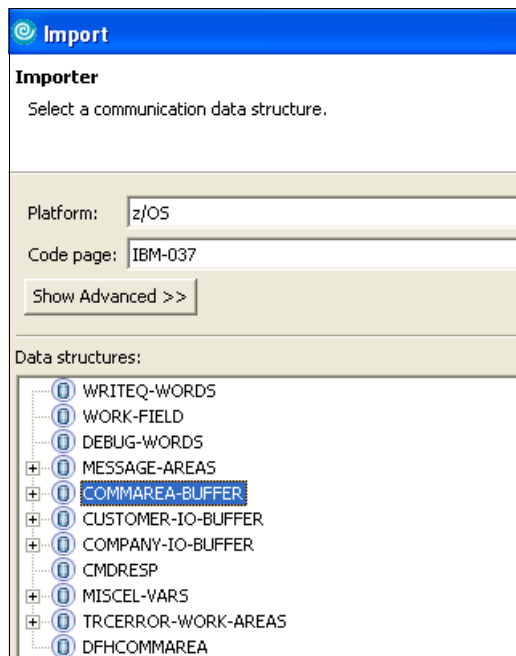 Import
Importer
Select a communication data structure.
Platform: z/OS
Code page: IBM-037
Show Advanced >>
Data structures:
WRITEQ-WORDS
WORK-FIELD
DEBUG-WORDS
MESSAGE-AREAS
COMMAREA-BUFFER
CUSTOMER-IO-BUFFER
COMPANY-IO-BUFFER
CMDRESP
MISCEL-VARS
TRCERROR-WORK-AREAS
DFHCOMMAREA